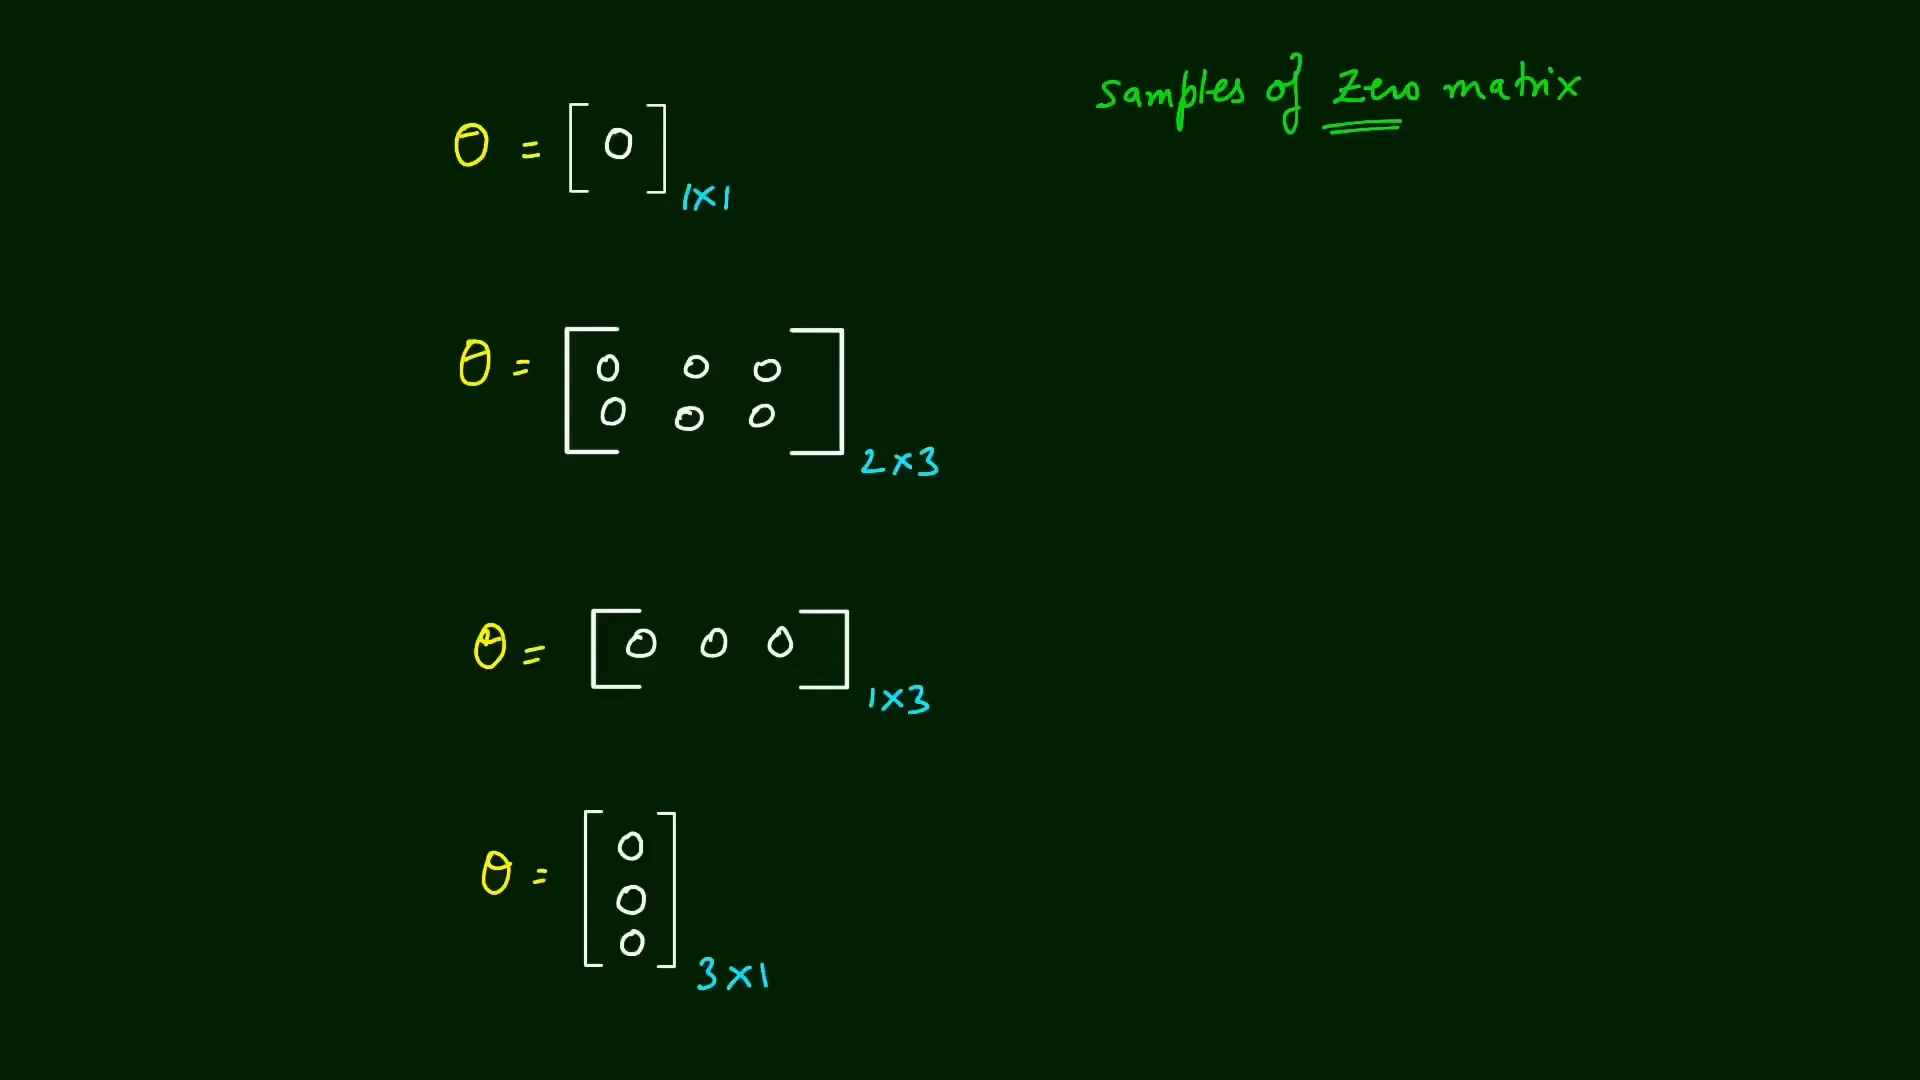 samples of Zero matrix
θ = [ 0 ] 1x1
θ = [ 0 0 0
0 0 0 ] 2x3
θ = [ 0 0 0 ] 1x3
θ = [ 0
0
0 ] 3x1